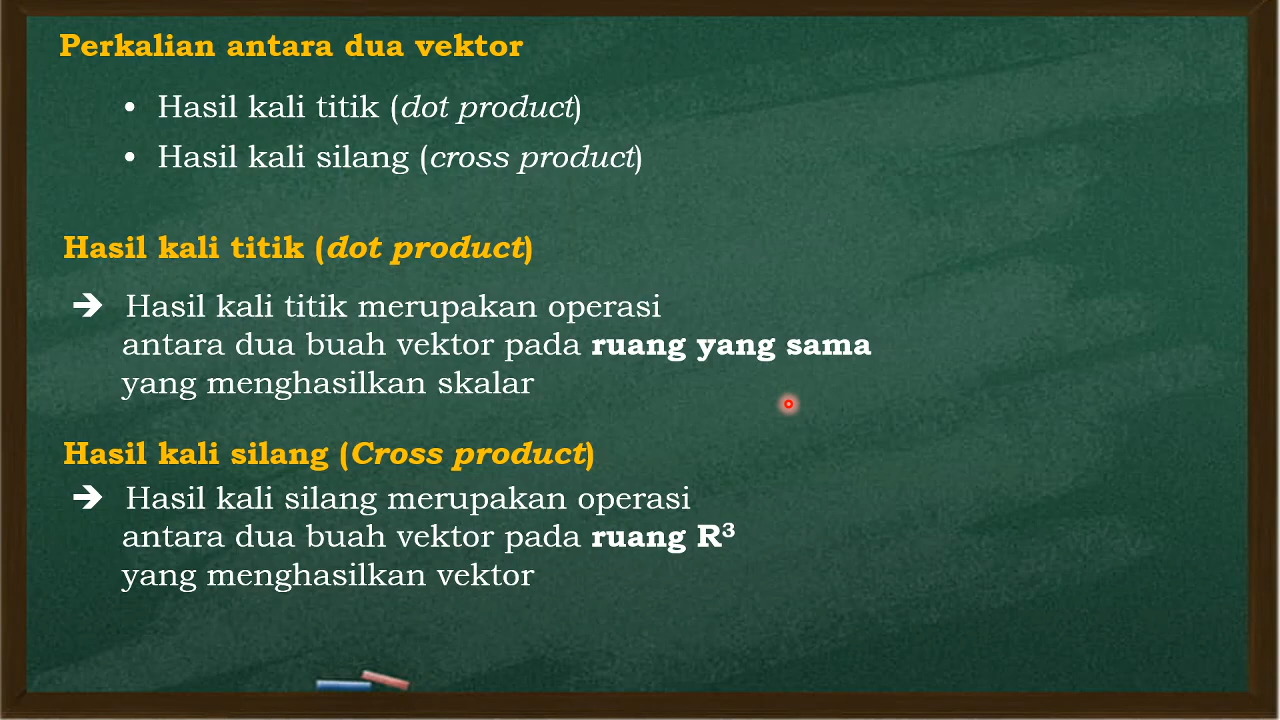 Perkalian antara dua vektor
• Hasil kali titik (dot product)
• Hasil kali silang (cross product)
Hasil kali titik (dot product)
➔ Hasil kali titik merupakan operasi
antara dua buah vektor pada ruang yang sama
yang menghasilkan skalar
Hasil kali silang (Cross product)
➔ Hasil kali silang merupakan operasi
antara dua buah vektor pada ruang R³
yang menghasilkan vektor